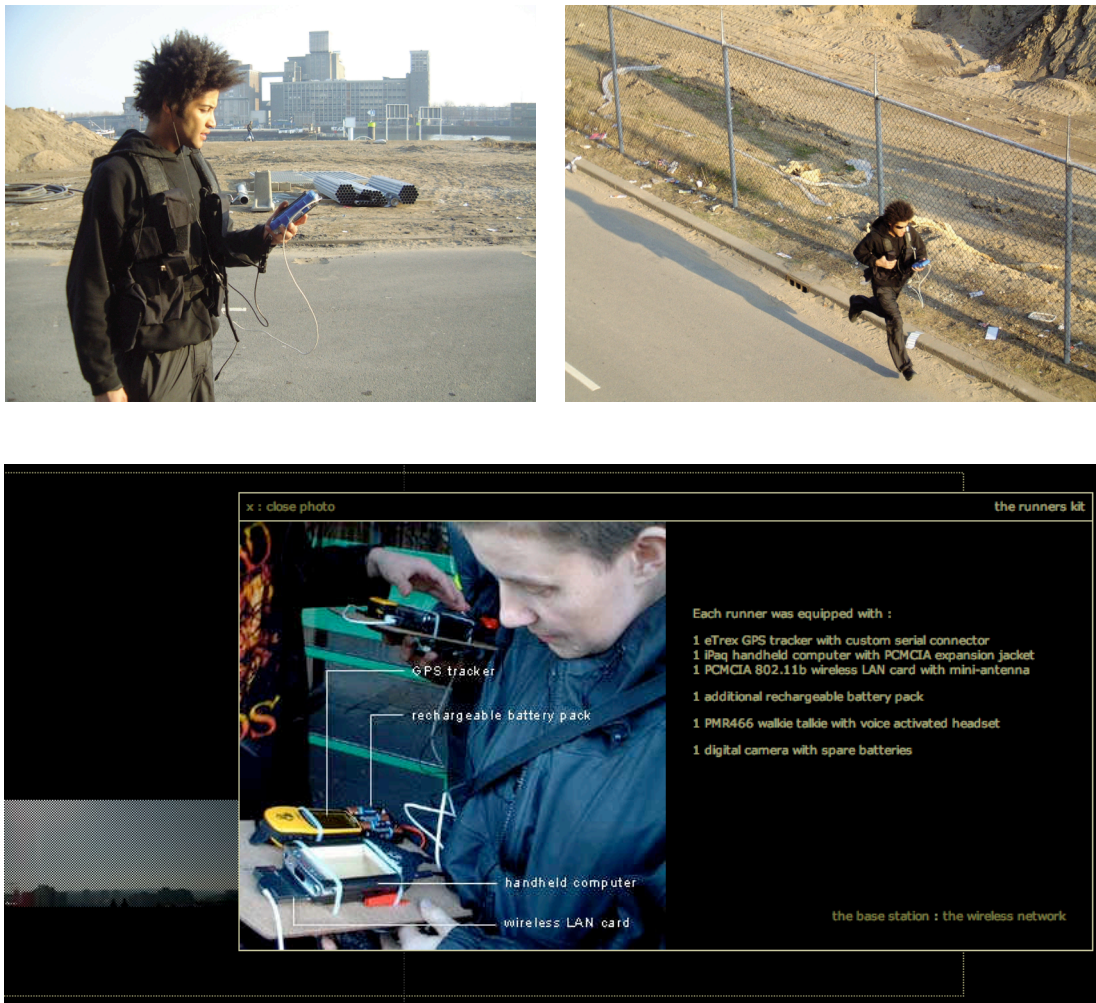 x : close photo
the runners kit
GPS tracker
rechargeable battery pack
handheld computer
wireless LAN card
Each runner was equipped with :
1 eTrex GPS tracker with custom serial connector
1 iPaq handheld computer with PCMCIA expansion jacket
1 PCMCIA 802.11b wireless LAN card with mini-antenna
1 additional rechargeable battery pack
1 PMR466 walkie talkie with voice activated headset
1 digital camera with spare batteries
the base station : the wireless network